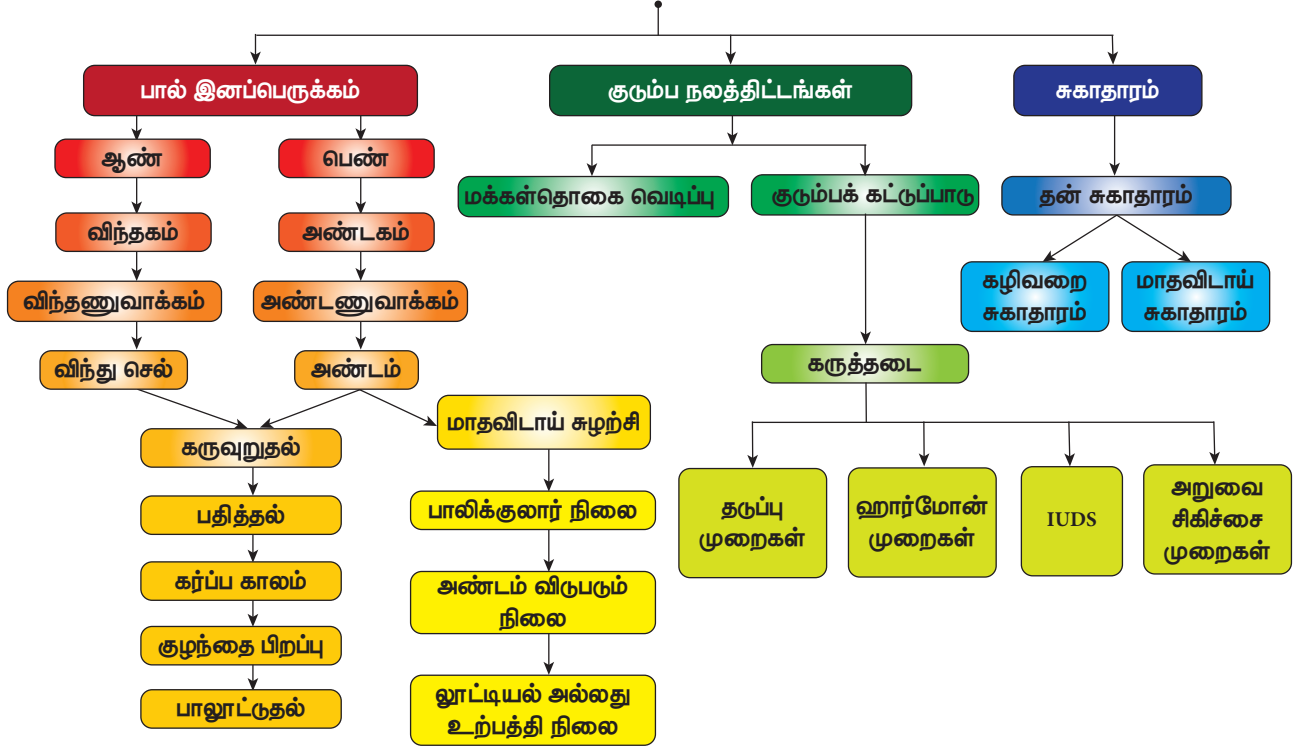 பால் இனப்பெருக்கம்
குடும்ப நலத்திட்டங்கள்
சுகாதாரம்
ஆண்
பெண்
மக்கள்தொகை வெடிப்பு
குடும்பக் கட்டுப்பாடு
தன் சுகாதாரம்
விந்தகம்
அண்டகம்
கழிவறை
சுகாதாரம்
மாதவிடாய்
சுகாதாரம்
விந்தணுவாக்கம்
அண்டணுவாக்கம்
விந்து செல்
அண்டம்
கருத்தடை
கருவுறுதல்
மாதவிடாய் சுழற்சி
பதித்தல்
பாலிக்குலார் நிலை
தடுப்பு
முறைகள்
ஹார்மோன்
முறைகள்
IUDS
அறுவை
சிகிச்சை
முறைகள்
கர்ப்ப காலம்
அண்டம் விடுபடும்
நிலை
குழந்தை பிறப்பு
பாலூட்டுதல்
லூட்டியல் அல்லது
உற்பத்தி நிலை